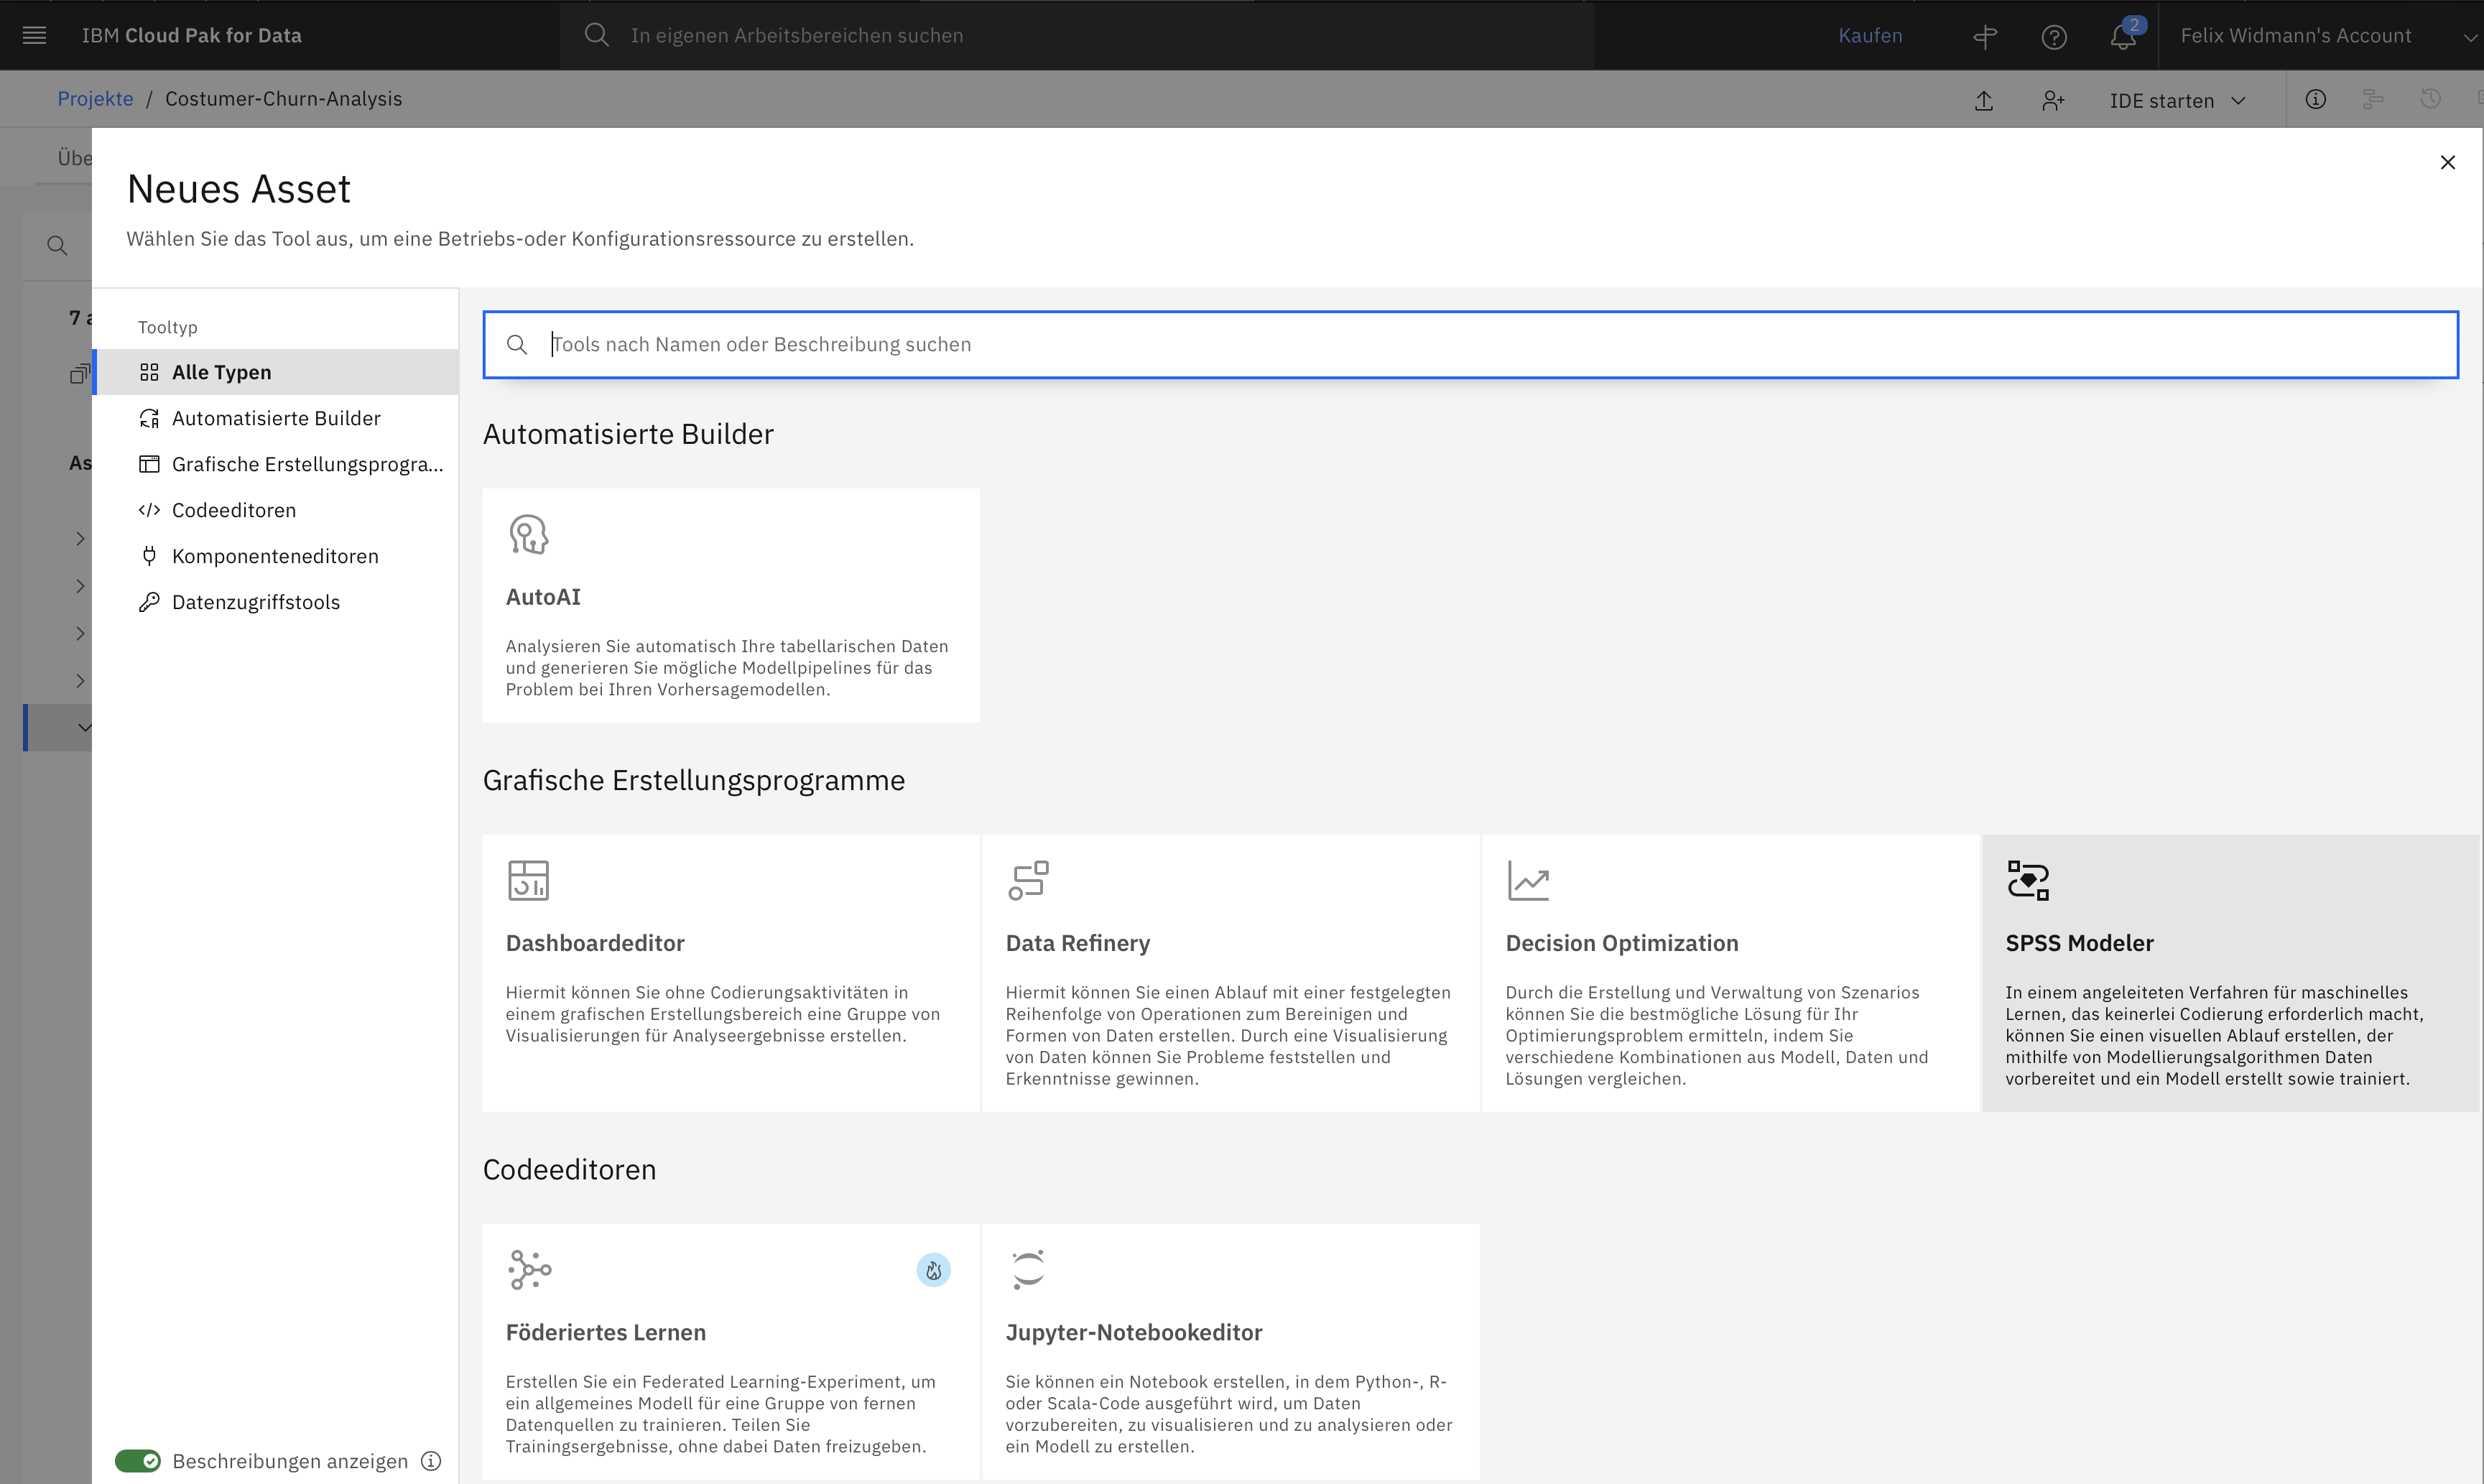 IBM Cloud Pak for Data
In eigenen Arbeitsbereichen suchen
Kaufen
2
Felix Widmann's Account
Projekte / Costumer-Churn-Analysis
IDE starten
Übe
Neues Asset
Wählen Sie das Tool aus, um eine Betriebs-oder Konfigurationsressource zu erstellen.
7 a
As
Tooltyp
Alle Typen
Automatisierte Builder
Grafische Erstellungsprogra...
Codeeditoren
Komponenteneditoren
Datenzugriffstools
Beschreibungen anzeigen
Tools nach Namen oder Beschreibung suchen
Automatisierte Builder
AutoAI
Analysieren Sie automatisch Ihre tabellarischen Daten
und generieren Sie mögliche Modellpipelines für das
Problem bei Ihren Vorhersagemodellen.
Grafische Erstellungsprogramme
Dashboardeditor
Hiermit können Sie ohne Codierungsaktivitäten in
einem grafischen Erstellungsbereich eine Gruppe von
Visualisierungen für Analyseergebnisse erstellen.
Data Refinery
Hiermit können Sie einen Ablauf mit einer festgelegten
Reihenfolge von Operationen zum Bereinigen und
Formen von Daten erstellen. Durch eine Visualisierung
von Daten können Sie Probleme feststellen und
Erkenntnisse gewinnen.
Decision Optimization
Durch die Erstellung und Verwaltung von Szenarios
können Sie die bestmögliche Lösung für Ihr
Optimierungsproblem ermitteln, indem Sie
verschiedene Kombinationen aus Modell, Daten und
Lösungen vergleichen.
SPSS Modeler
In einem angeleiteten Verfahren für maschinelles
Lernen, das keinerlei Codierung erforderlich macht,
können Sie einen visuellen Ablauf erstellen, der
mithilfe von Modellierungsalgorithmen Daten
vorbereitet und ein Modell erstellt sowie trainiert.
Codeeditoren
Föderiertes Lernen
Erstellen Sie ein Federated Learning-Experiment, um
ein allgemeines Modell für eine Gruppe von fernen
Datenquellen zu trainieren. Teilen Sie
Trainingsergebnisse, ohne dabei Daten freizugeben.
Jupyter-Notebookeditor
Sie können ein Notebook erstellen, in dem Python-, R-
oder Scala-Code ausgeführt wird, um Daten
vorzubereiten, zu visualisieren und zu analysieren oder
ein Modell zu erstellen.